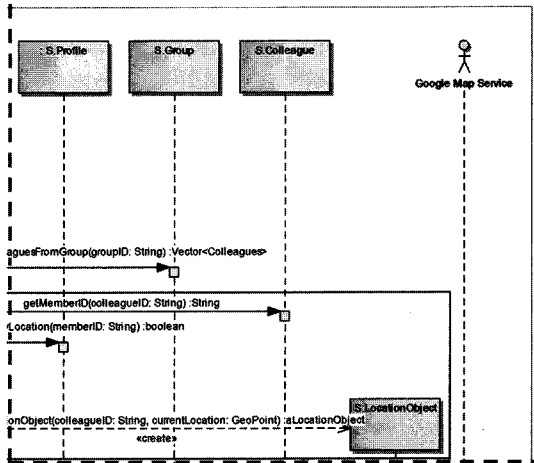 S.Profile
S.Group
S.Colleague
Google Map Service
aguesFromGroup(groupID: String) :Vector<Colleagues>
getMemberID(colleagueID: String) :String
Location(memberID: String) :boolean
S.LocationObject
onObject(colleagueID: String, currentLocation: GeoPoint) :aLocationObject
«create»